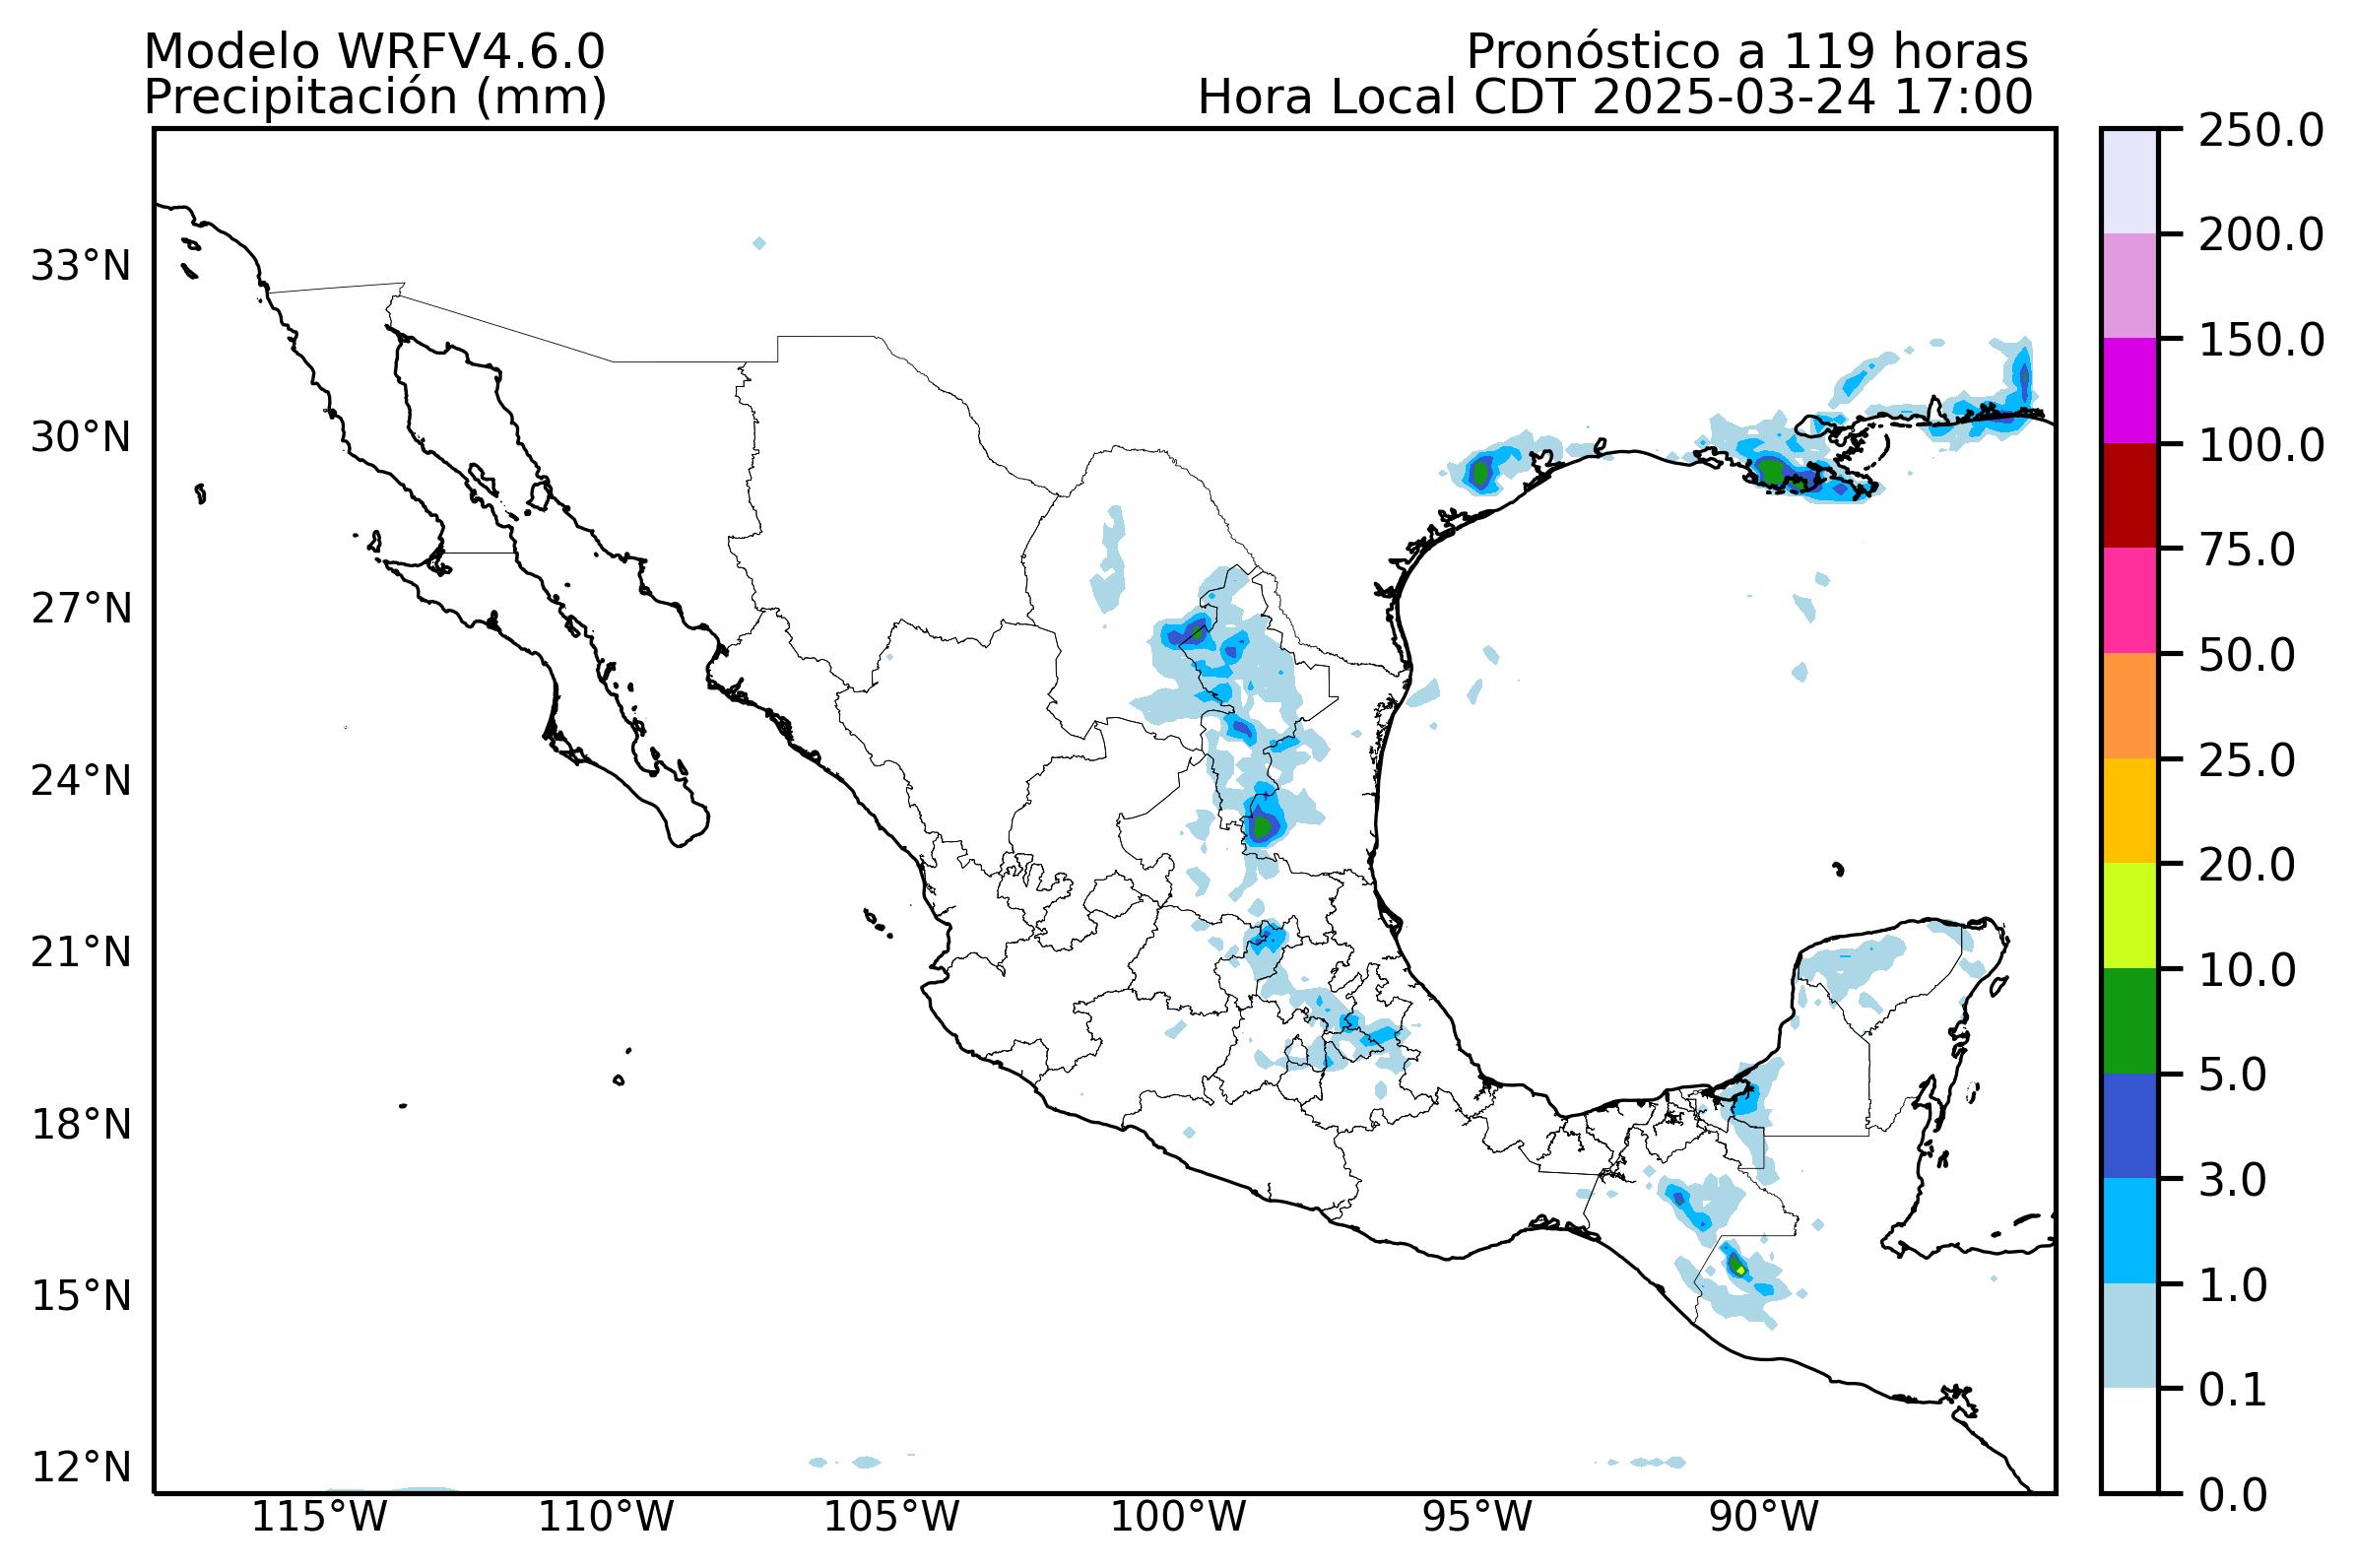 Modelo WRFV4.6.0
Precipitación (mm)
Pronóstico a 119 horas
Hora Local CDT 2025-03-24 17:00
33°N
30°N
27°N
24°N
21°N
18°N
15°N
12°N
115°W
110°W
105°W
100°W
95°W
90°W
250.0
200.0
150.0
100.0
75.0
50.0
25.0
20.0
10.0
5.0
3.0
1.0
0.1
0.0